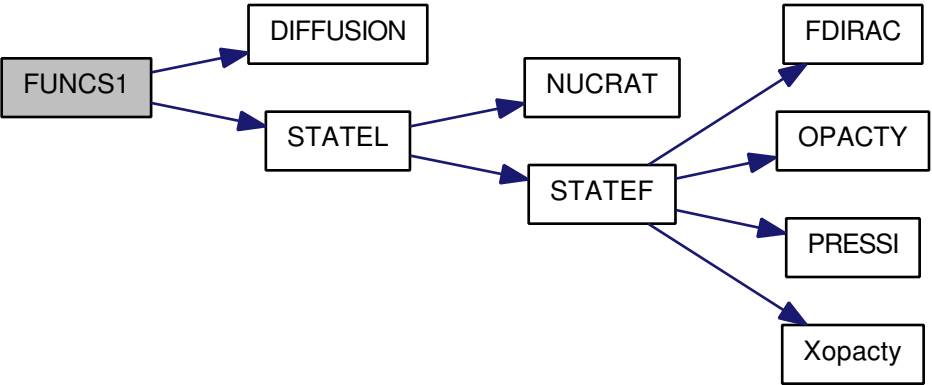 FUNCS1
DIFFUSION
STATEL
NUCRAT
STATEF
FDIRAC
OPACTY
PRESSI
Xopacty